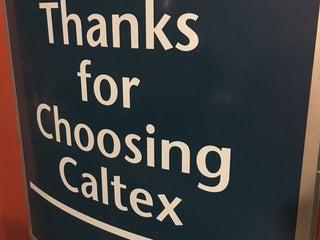 Thanks
for
Choosing
Caltex